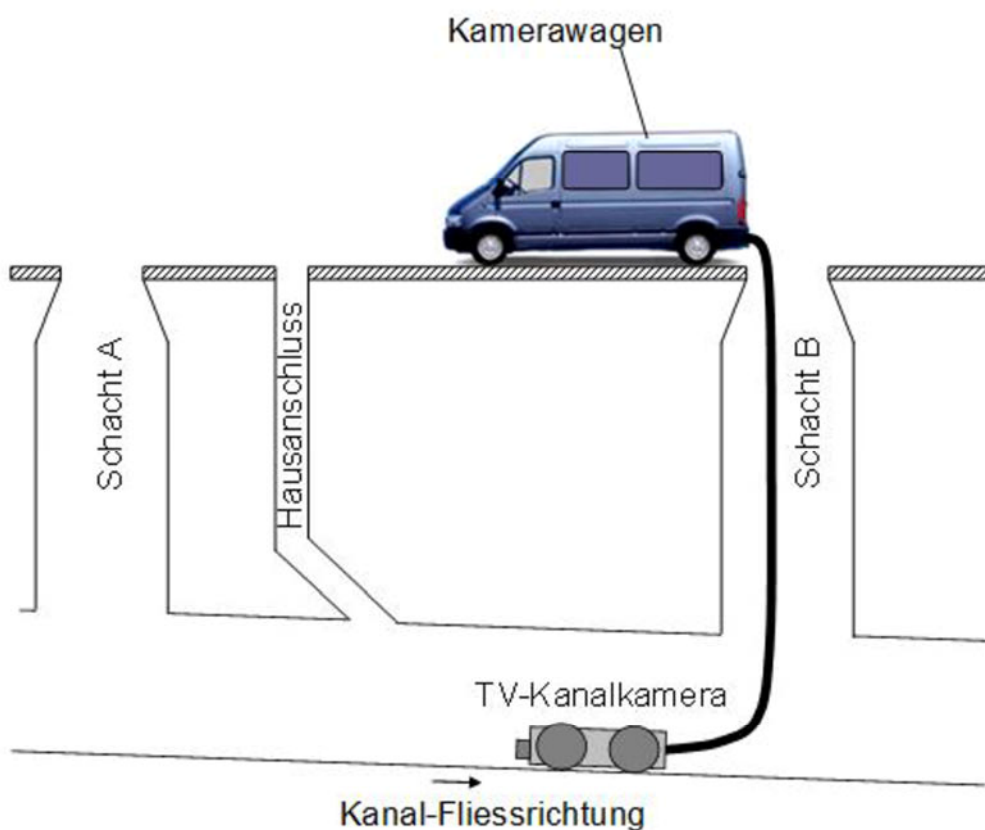 Kamerawagen
Schacht A
Hausanschluss
Schacht B
TV-Kanalkamera
Kanal-Fliessrichtung